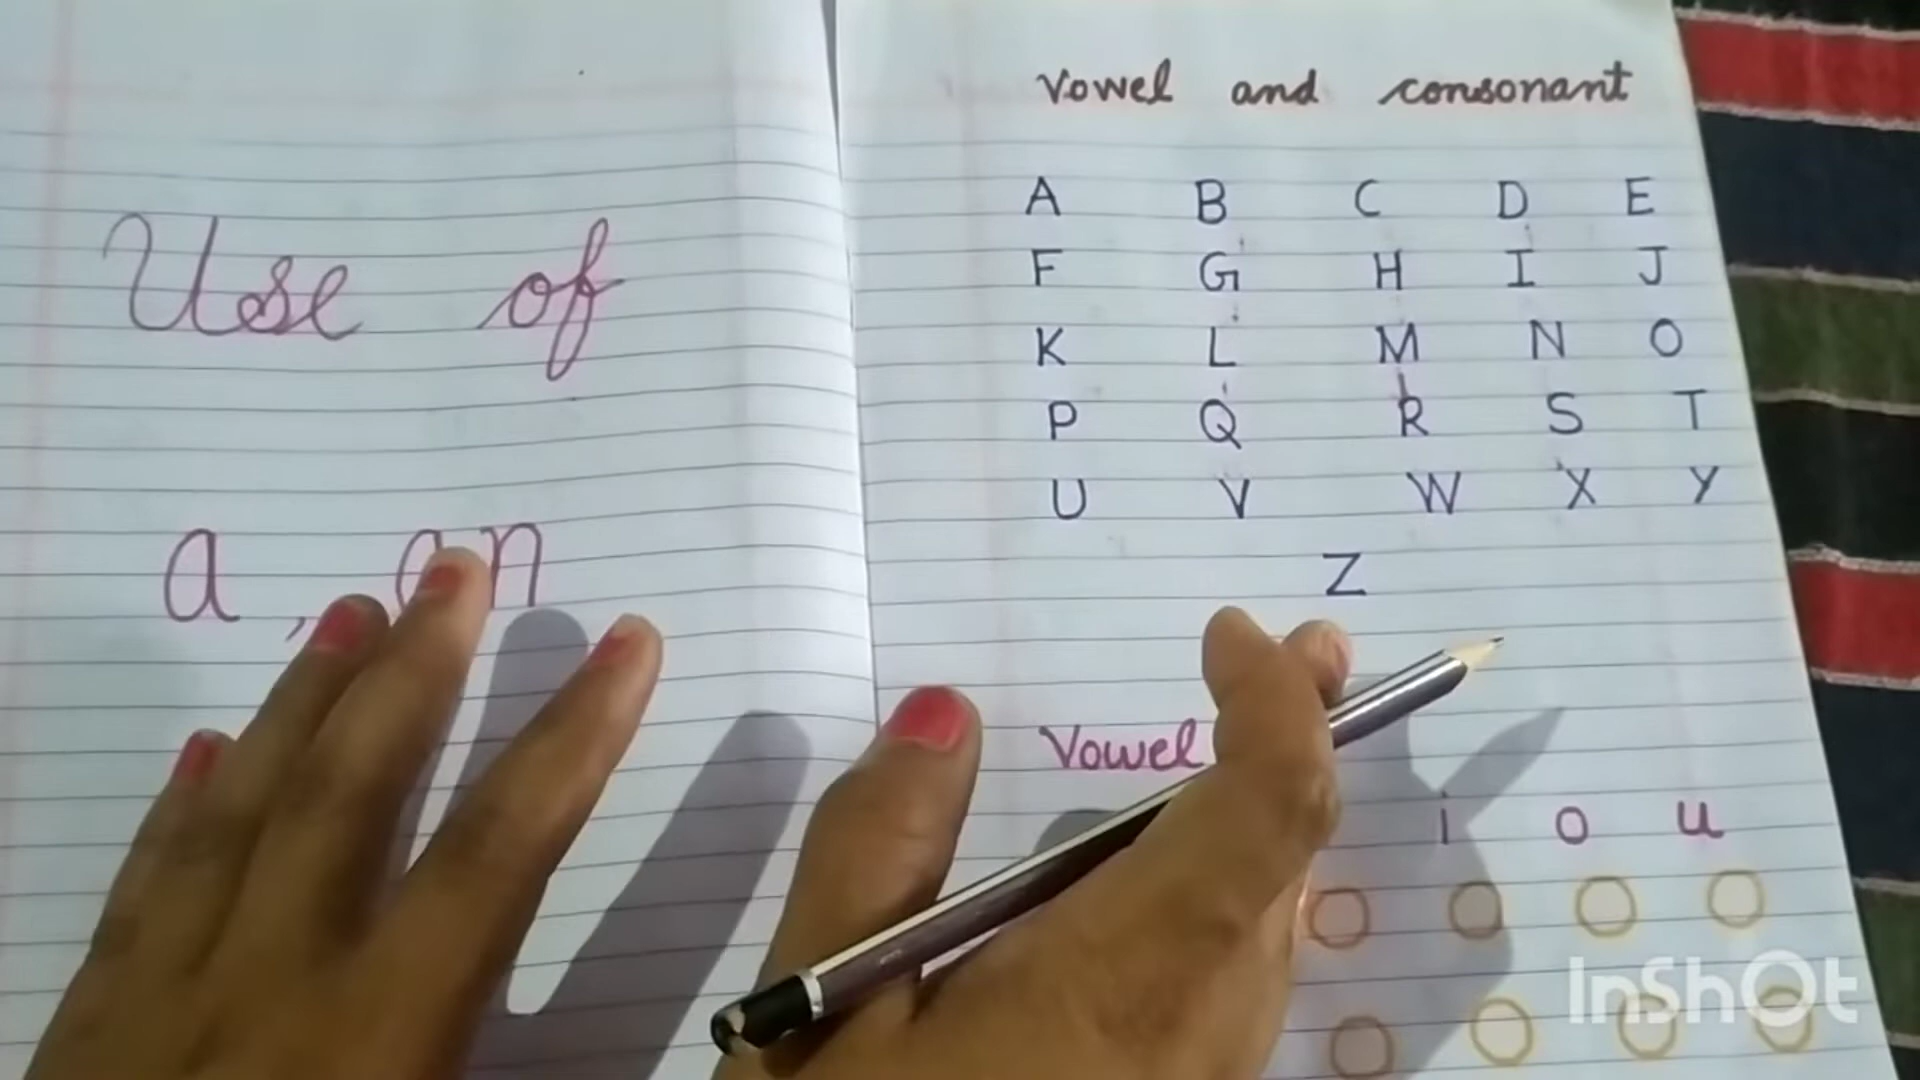 Use of
a, an
Vowel and consonant
A B C D E
F G H I J
K L M N O
P Q R S T
U V W X Y
Z
Vowel
i o u
InShOt